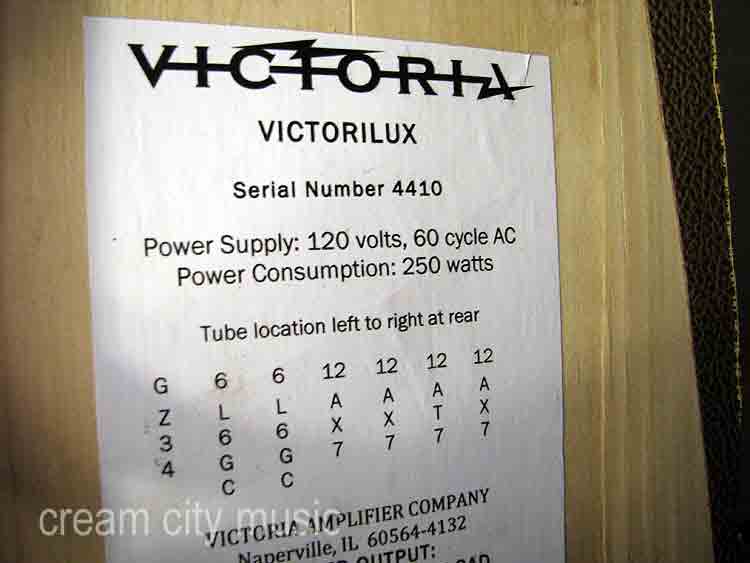 VICTORIA
VICTORILUX
Serial Number 4410
Power Supply: 120 volts, 60 cycle AC
Power Consumption: 250 watts
Tube location left to right at rear
G 6 6 12 12 12 12
Z L L A A A A
3 6 6 X X T X
4 G G 7 7 7 7
C C
cream city music
VICTORIA AMPLIFIER COMPANY
Naperville, IL 60564-4132
OUTPUT: